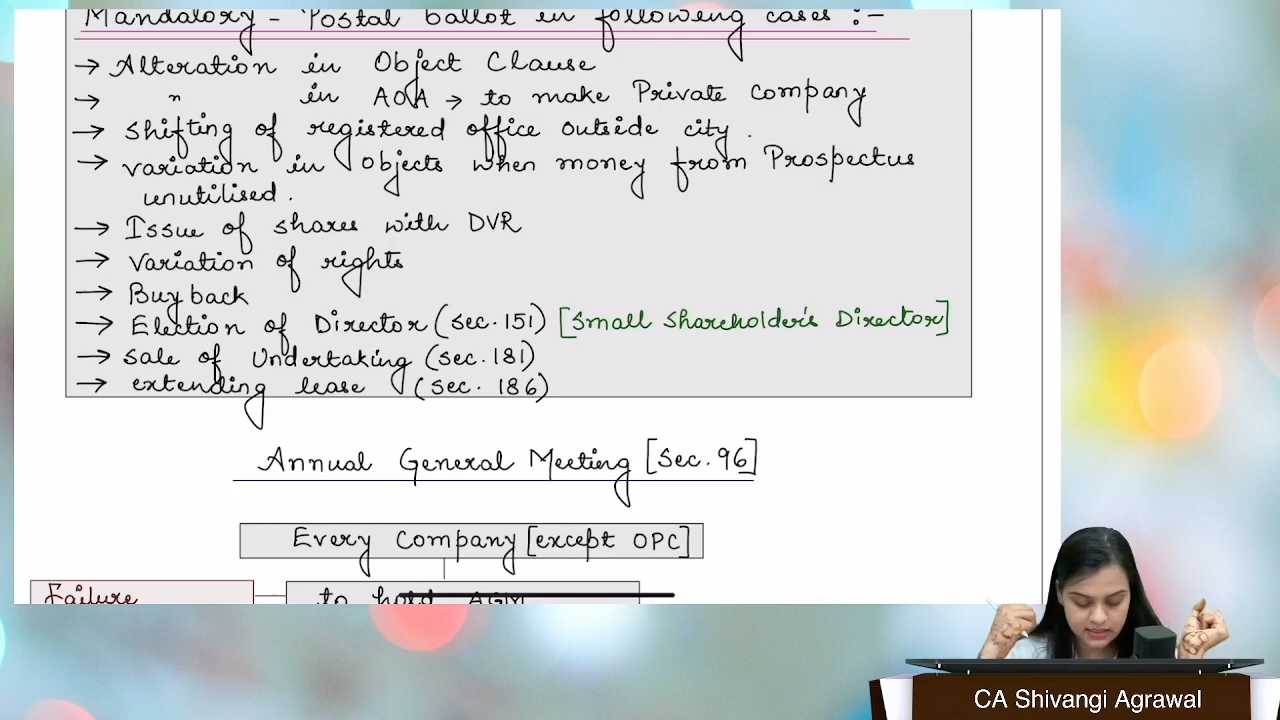 Mandatory - Postal ballot in following cases :-
→ Alteration in Object Clause
→ " in AOA → to make Private company
→ shifting of registered office outside city .
→ variation in objects when money from Prospectus
unutilised.
→ Issue of shares with DVR
→ Variation of rights
→ Buy back
→ Election of Director (sec. 151) [Small Shareholder's Director]
→ sale of Undertaking (sec. 181)
→ extending lease (sec. 186)
Annual General Meeting [Sec. 96]
Every Company [except OPC]
Failure to hold AGM
CA Shivangi Agrawal